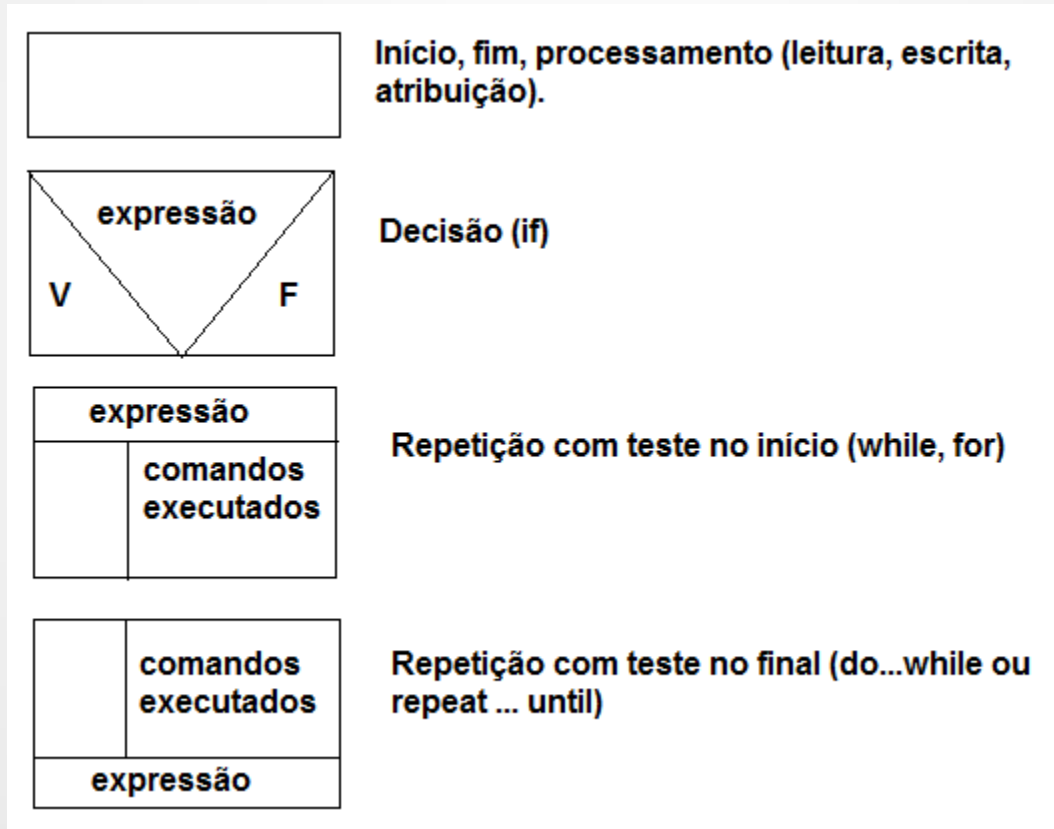 Início, fim, processamento (leitura, escrita,
atribuição).
expressão
V
F
Decisão (if)
expressão
comandos
executados
Repetição com teste no início (while, for)
comandos
executados
expressão
Repetição com teste no final (do...while ou
repeat ... until)